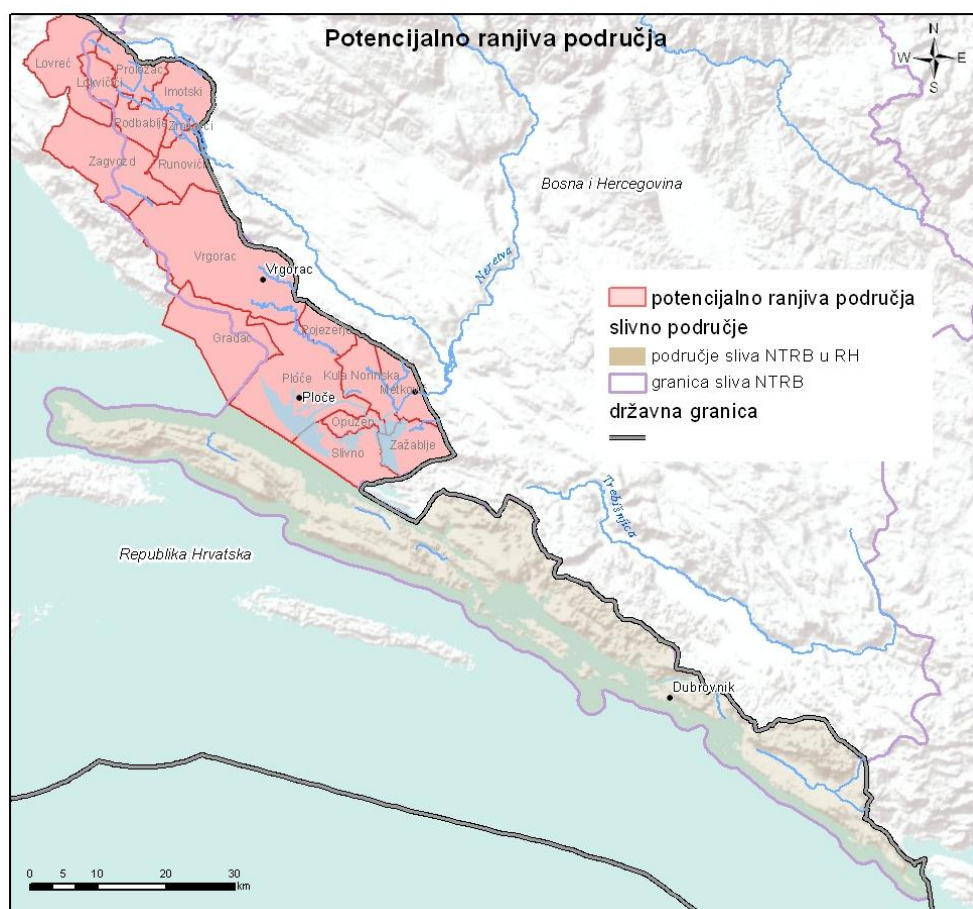 Potencijalno ranjiva područja
N
W E
S
Lovreć
Proložac
Lokvičići
Imotski
Podbablje
Zmijavci
Zagvozd
Runovići
Bosna i Hercegovina
Vrgorac
Vrgorac
Neretva
potencijalno ranjiva područja
slivno područje
područje sliva NTRB u RH
granica sliva NTRB
državna granica
Pojezerje
Gradac
Ploče
Kula Norinska
Metković
Ploče
Opuzen
Slivno
Zažablje
Trebišnjica
Republika Hrvatska
Dubrovnik
0 5 10 20 30
km